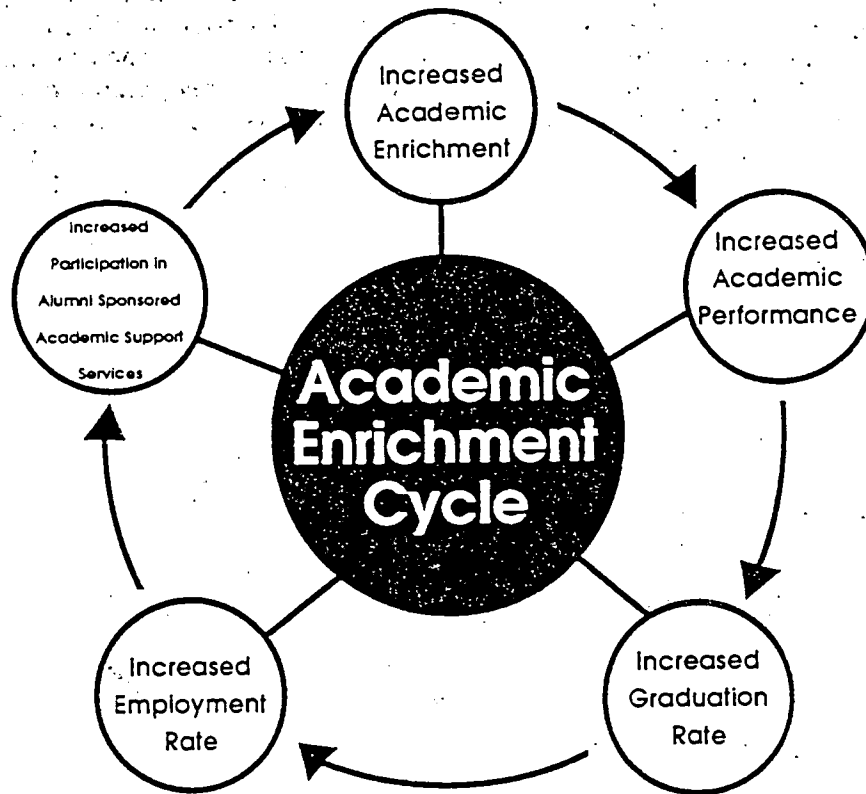 Increased
Academic
Enrichment
Increased
Academic
Performance
Increased
Graduation
Rate
Increased
Employment
Rate
Increased
Participation in
Alumni Sponsored
Academic Support
Services
Academic
Enrichment
Cycle